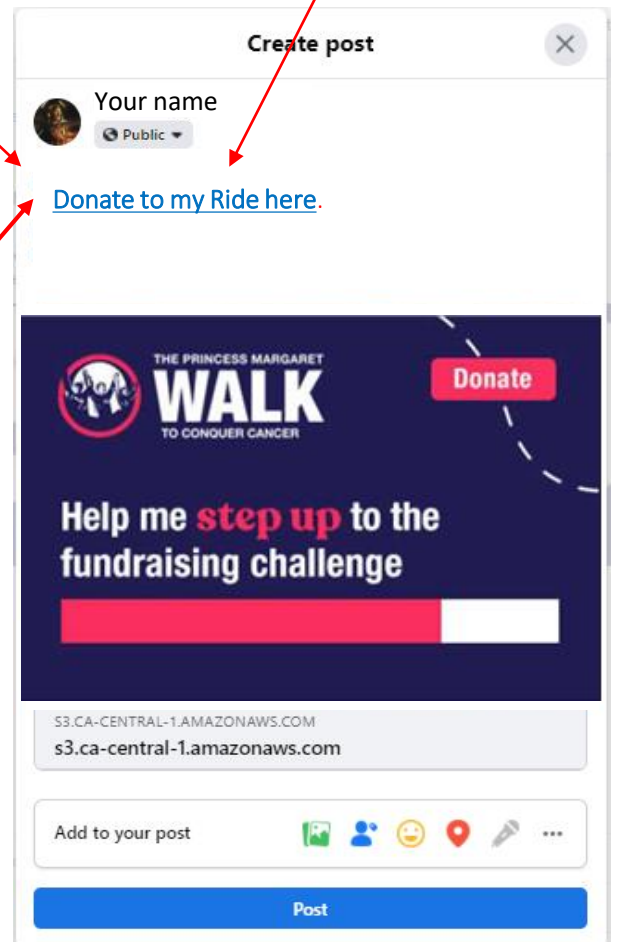 Create post
Your name
Public
Donate to my Ride here.
THE PRINCESS MARGARET
WALK
TO CONQUER CANCER
Donate
Help me step up to the
fundraising challenge
S3.CA-CENTRAL-1.AMAZONAWS.COM
s3.ca-central-1.amazonaws.com
Add to your post
Post